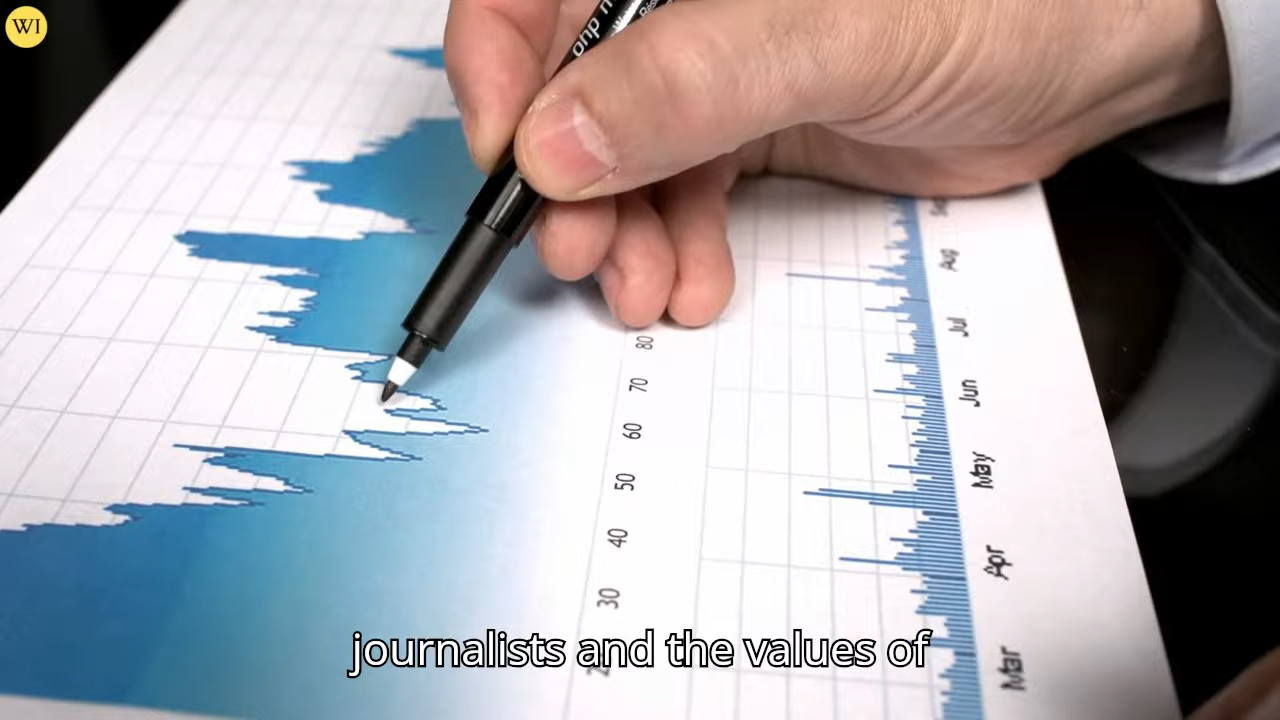 WI
80
70
60
50
40
30
Aug
Jul
Jun
May
Apr
Mar
journalists and the values of